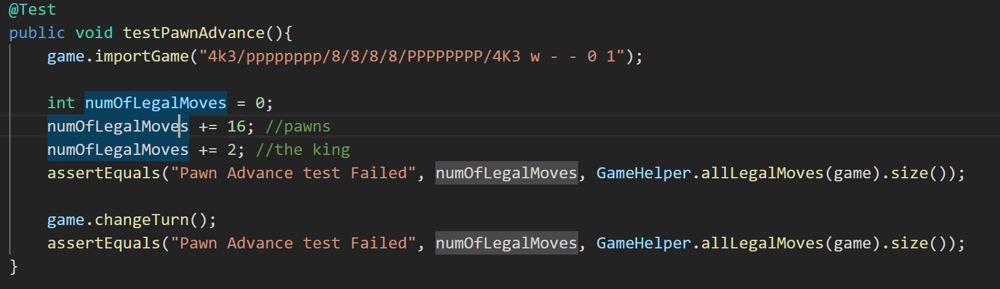 @Test
public void testPawnAdvance(){
game.importGame("4k3/pppppppp/8/8/8/8/PPPPPPPP/4K3 w - - 0 1");
int numOfLegalMoves = 0;
numOfLegalMoves += 16; //pawns
numOfLegalMoves += 2; //the king
assertEquals("Pawn Advance test Failed", numOfLegalMoves, GameHelper.allLegalMoves(game).size());
game.changeTurn();
assertEquals("Pawn Advance test Failed", numOfLegalMoves, GameHelper.allLegalMoves(game).size());
}